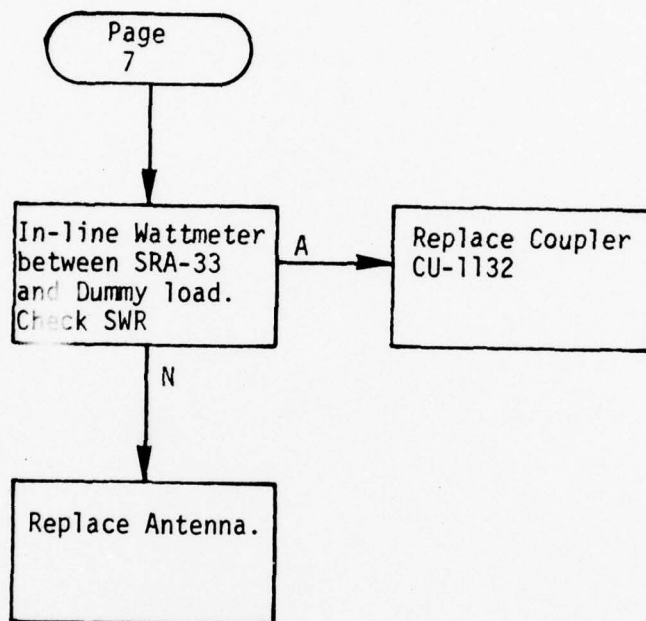 Page
7
In-line Wattmeter
between SRA-33
and Dummy load.
Check SWR
A
Replace Coupler
CU-1132
N
Replace Antenna.